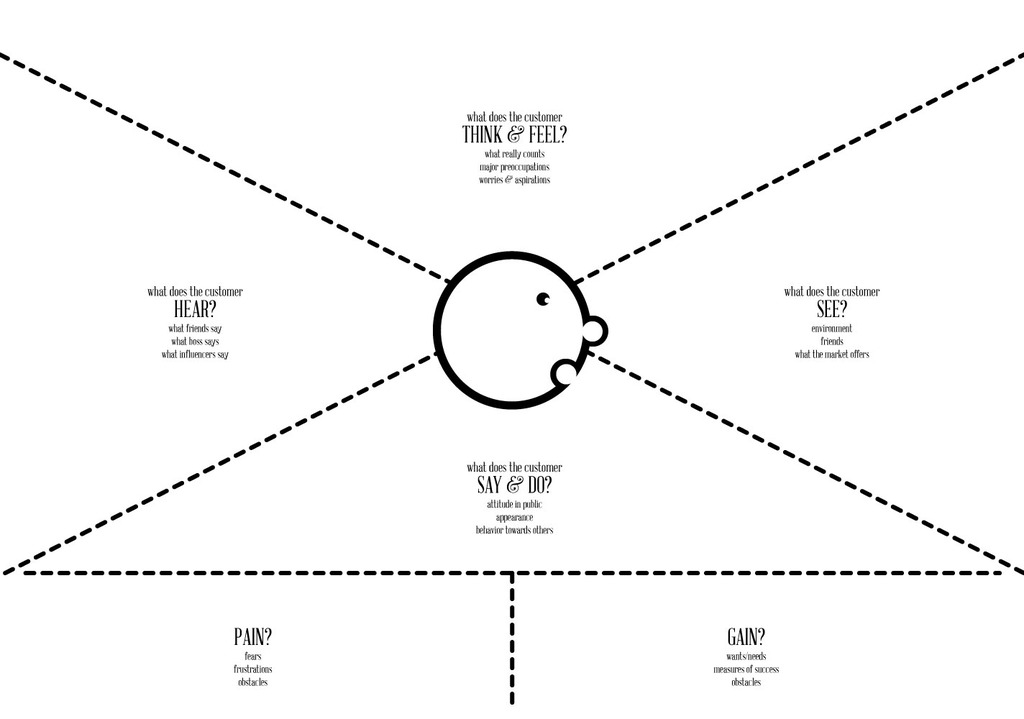 what does the customer
THINK & FEEL?
what really counts
major preoccupations
worries & aspirations
what does the customer
HEAR?
what friends say
what boss says
what influencers say
what does the customer
SEE?
environment
friends
what the market offers
what does the customer
SAY & DO?
attitude in public
appearance
behavior towards others
PAIN?
fears
frustrations
obstacles
GAIN?
wants/needs
measures of success
obstacles